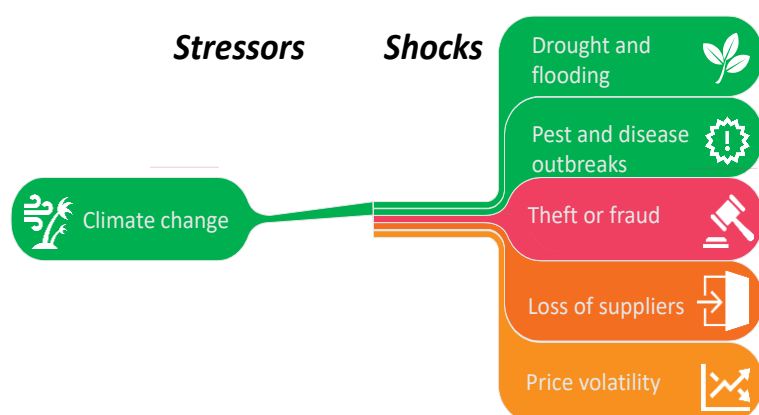 Stressors
Shocks
Drought and
flooding
Pest and disease
outbreaks
Climate change
Theft or fraud
Loss of suppliers
Price volatility